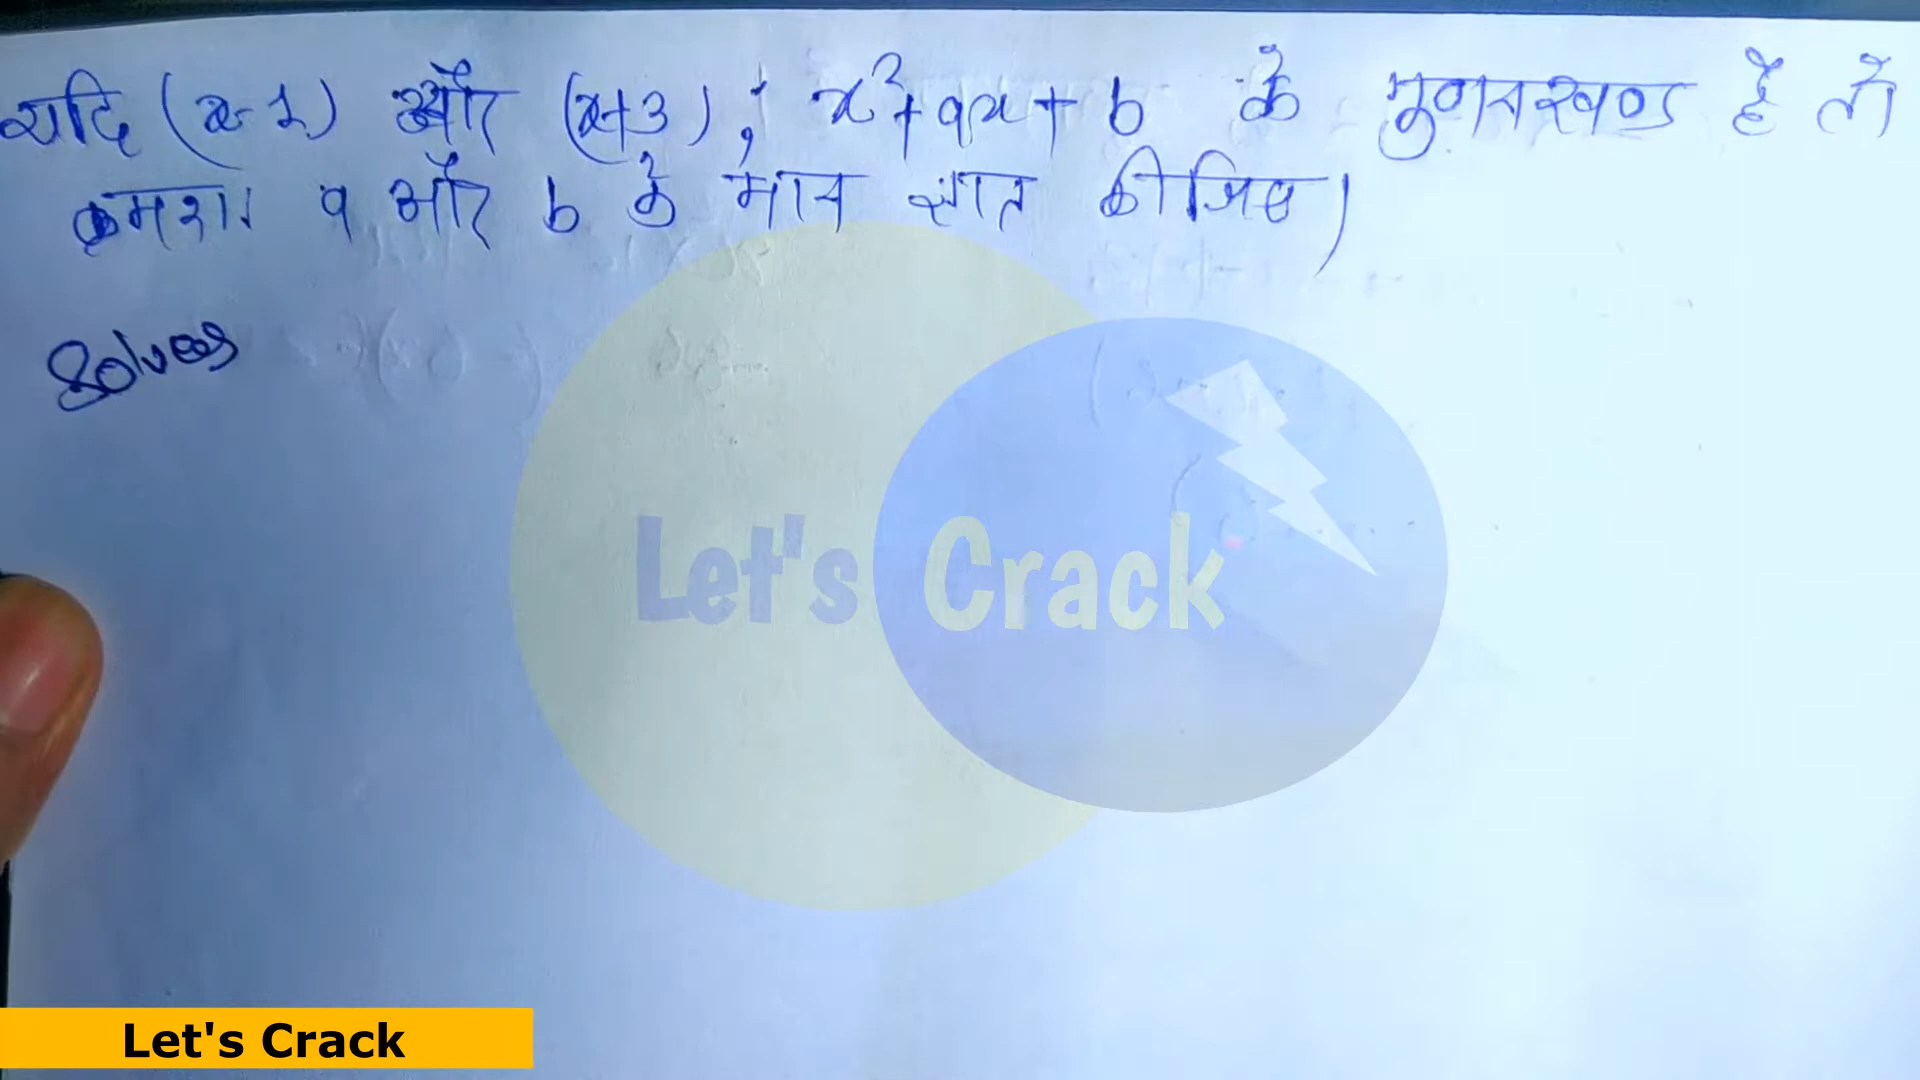 यदि (x-1) और (x+3), x²+ax+b के गुणनखण्ड हैं तो
क्रमशः a और b के मान ज्ञात कीजिए।
Solve
Let's Crack
Let's Crack